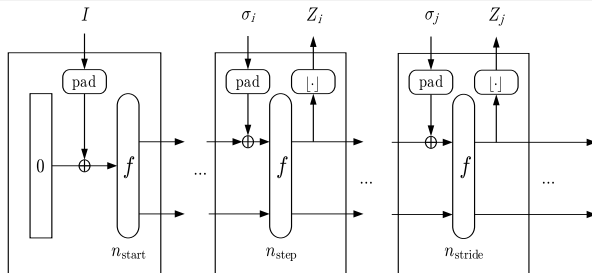 I σ_i Z_i σ_j Z_j
pad pad ⌊·⌋ pad ⌊·⌋
0 f ... f ... f ...
n_start n_step n_stride